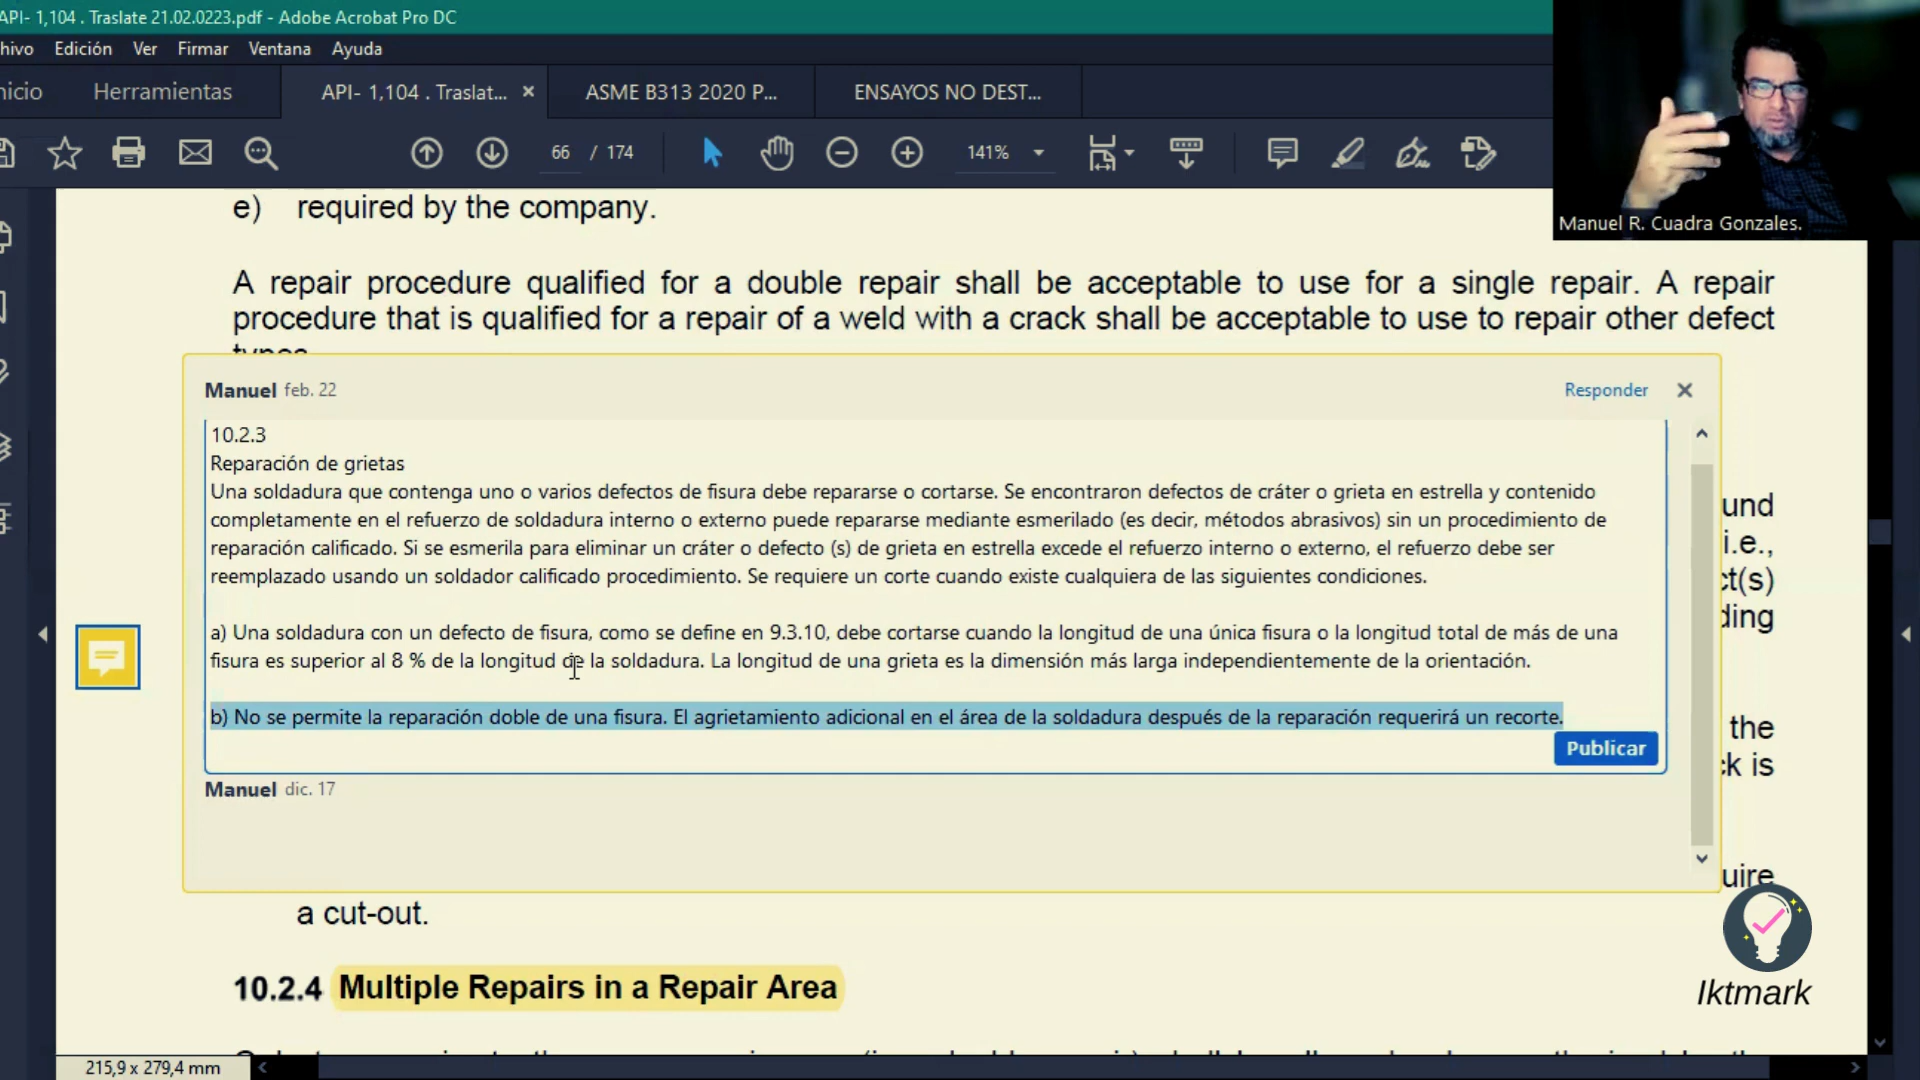 API- 1,104 . Traslate 21.02.0223.pdf - Adobe Acrobat Pro DC
hivo Edición Ver Firmar Ventana Ayuda
nicio Herramientas API- 1,104 . Traslat... × ASME B313 2020 P... ENSAYOS NO DEST...
66 / 174 141%
Manuel R. Cuadra Gonzales.
e) required by the company.
A repair procedure qualified for a double repair shall be acceptable to use for a single repair. A repair
procedure that is qualified for a repair of a weld with a crack shall be acceptable to use to repair other defect
types
Manuel feb. 22 Responder ×
10.2.3
Reparación de grietas
Una soldadura que contenga uno o varios defectos de fisura debe repararse o cortarse. Se encontraron defectos de cráter o grieta en estrella y contenido
completamente en el refuerzo de soldadura interno o externo puede repararse mediante esmerilado (es decir, métodos abrasivos) sin un procedimiento de
reparación calificado. Si se esmerila para eliminar un cráter o defecto (s) de grieta en estrella excede el refuerzo interno o externo, el refuerzo debe ser
reemplazado usando un soldador calificado procedimiento. Se requiere un corte cuando existe cualquiera de las siguientes condiciones.
a) Una soldadura con un defecto de fisura, como se define en 9.3.10, debe cortarse cuando la longitud de una única fisura o la longitud total de más de una
fisura es superior al 8 % de la longitud de la soldadura. La longitud de una grieta es la dimensión más larga independientemente de la orientación.
b) No se permite la reparación doble de una fisura. El agrietamiento adicional en el área de la soldadura después de la reparación requerirá un recorte.
Publicar
Manuel dic. 17
und
i.e.,
ct(s)
ding
the
ck is
uire
a cut-out.
10.2.4 Multiple Repairs in a Repair Area
Iktmark
215,9 x 279,4 mm